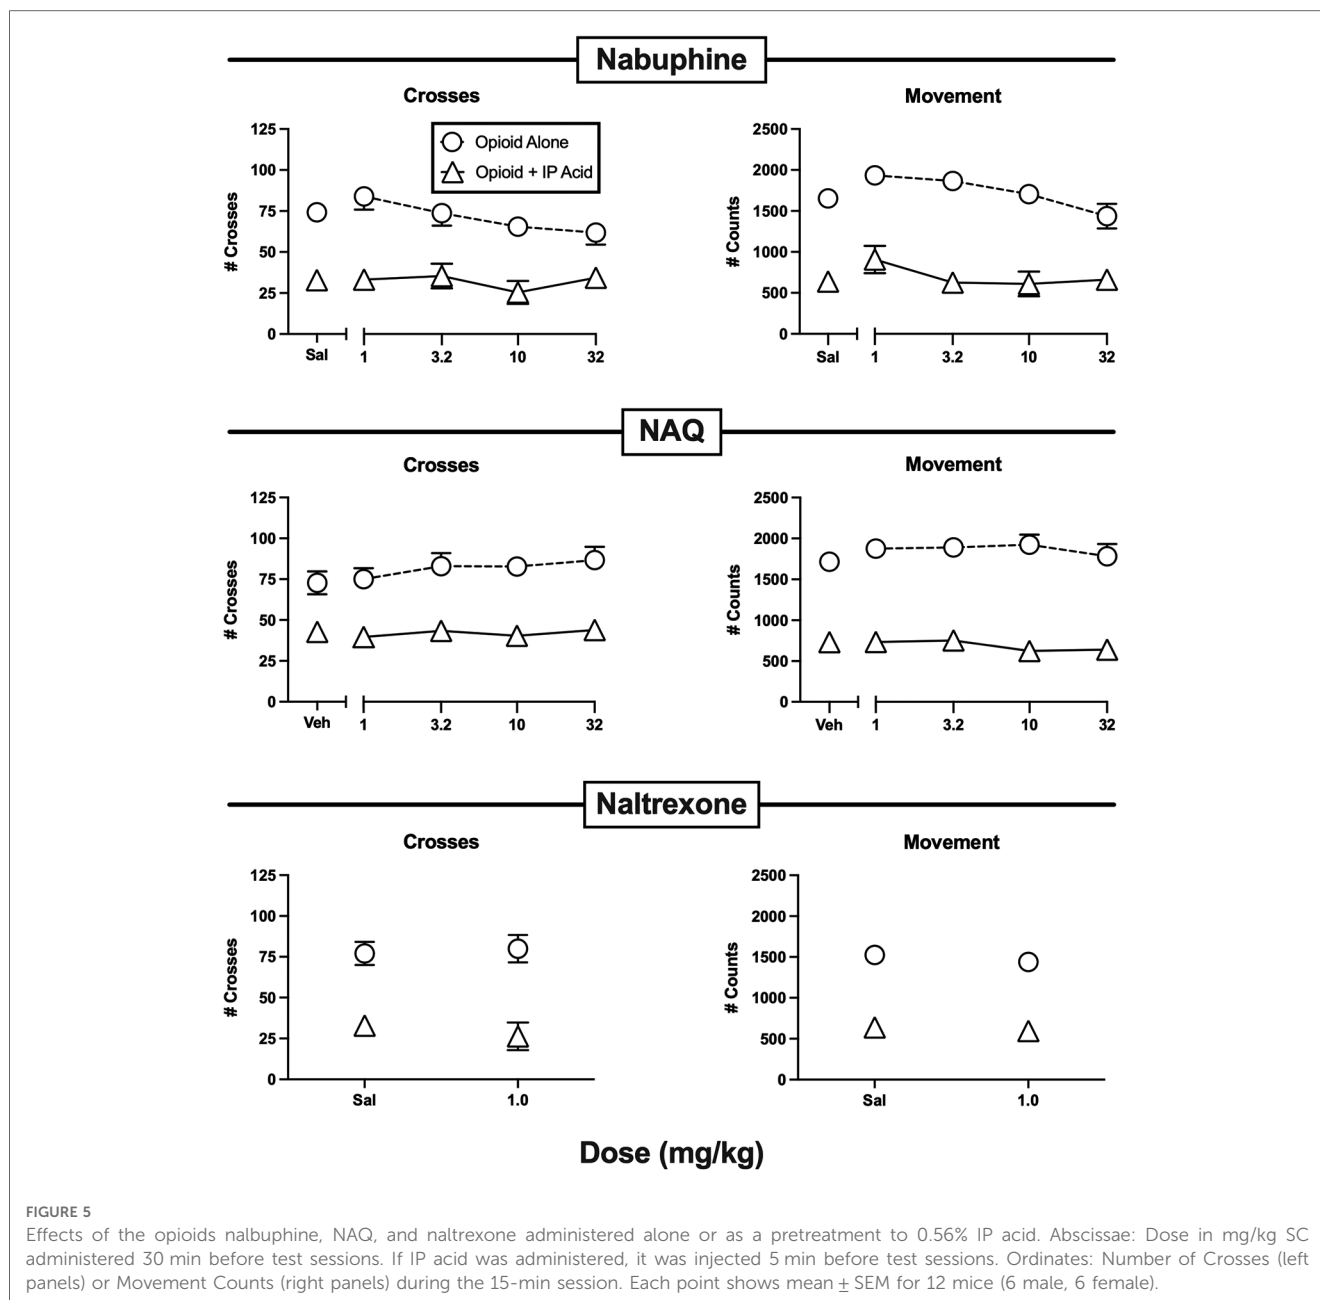 Nabuphine
Crosses
Movement
125
100
75
50
25
0
# Crosses
Opioid Alone
Opioid + IP Acid
Sal
1
3.2
10
32
2500
2000
1500
1000
500
0
# Counts
Sal
1
3.2
10
32
NAQ
Crosses
Movement
125
100
75
50
25
0
# Crosses
Veh
1
3.2
10
32
2500
2000
1500
1000
500
0
# Counts
Veh
1
3.2
10
32
Naltrexone
Crosses
Movement
125
100
75
50
25
0
# Crosses
Sal
1.0
2500
2000
1500
1000
500
0
# Counts
Sal
1.0
Dose (mg/kg)
FIGURE 5
Effects of the opioids nalbuphine, NAQ, and naltrexone administered alone or as a pretreatment to 0.56% IP acid. Abscissae: Dose in mg/kg SC
administered 30 min before test sessions. If IP acid was administered, it was injected 5 min before test sessions. Ordinates: Number of Crosses (left
panels) or Movement Counts (right panels) during the 15-min session. Each point shows mean ± SEM for 12 mice (6 male, 6 female).